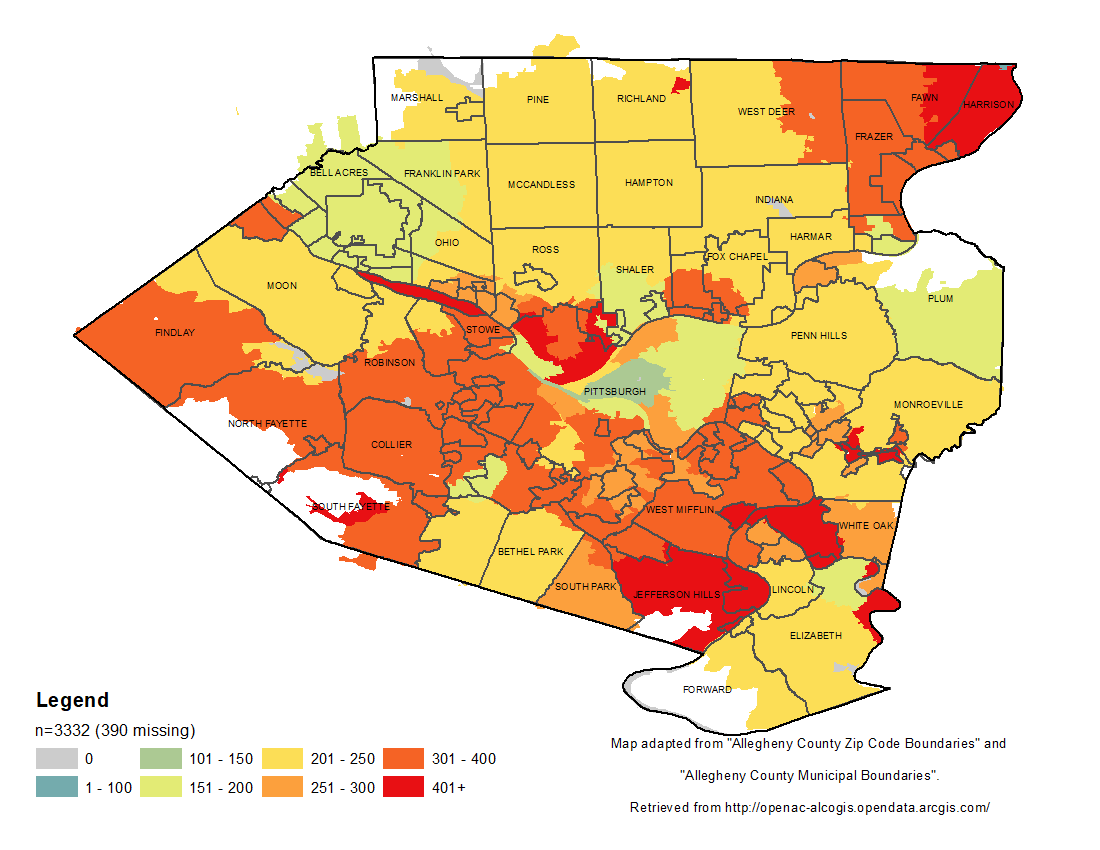 MARSHALL
PINE
RICHLAND
WEST DEER
FAWN
HARRISON
FRAZER
BELL ACRES
FRANKLIN PARK
MCCANDLESS
HAMPTON
INDIANA
OHIO
ROSS
HARMAR
FOX CHAPEL
SHALER
MOON
PLUM
FINDLAY
STOWE
PENN HILLS
ROBINSON
PITTSBURGH
MONROEVILLE
NORTH FAYETTE
COLLIER
SOUTH FAYETTE
WEST MIFFLIN
WHITE OAK
BETHEL PARK
SOUTH PARK
JEFFERSON HILLS
LINCOLN
ELIZABETH
FORWARD
Legend
n=3332 (390 missing)
0
101 - 150
201 - 250
301 - 400
1 - 100
151 - 200
251 - 300
401+
Map adapted from "Allegheny County Zip Code Boundaries" and
"Allegheny County Municipal Boundaries".
Retrieved from http://openac-alcogis.opendata.arcgis.com/